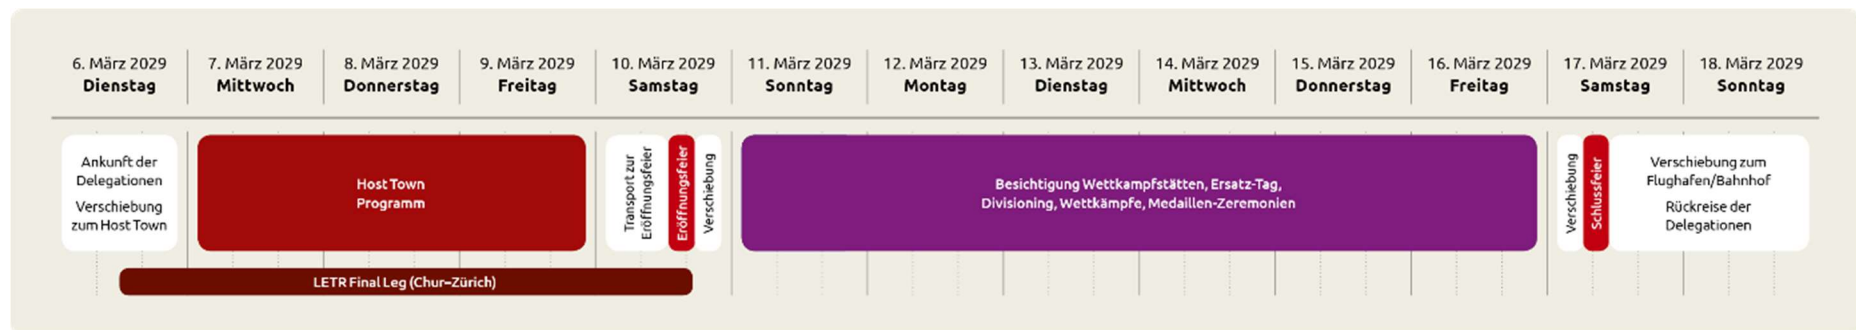 6. März 2029
Dienstag
7. März 2029
Mittwoch
8. März 2029
Donnerstag
9. März 2029
Freitag
10. März 2029
Samstag
11. März 2029
Sonntag
12. März 2029
Montag
13. März 2029
Dienstag
14. März 2029
Mittwoch
15. März 2029
Donnerstag
16. März 2029
Freitag
17. März 2029
Samstag
18. März 2029
Sonntag
Ankunft der
Delegationen
Verschiebung
zum Host Town
Host Town
Programm
Transport zur
Eröffnungsfeier
Eröffnungsfeier
Verschiebung
Besichtigung Wettkampfstätten, Ersatz-Tag,
Divisioning, Wettkämpfe, Medaillen-Zeremonien
Verschiebung
Schlussfeier
Verschiebung zum
Flughafen/Bahnhof
Rückreise der
Delegationen
LETR Final Leg (Chur–Zürich)